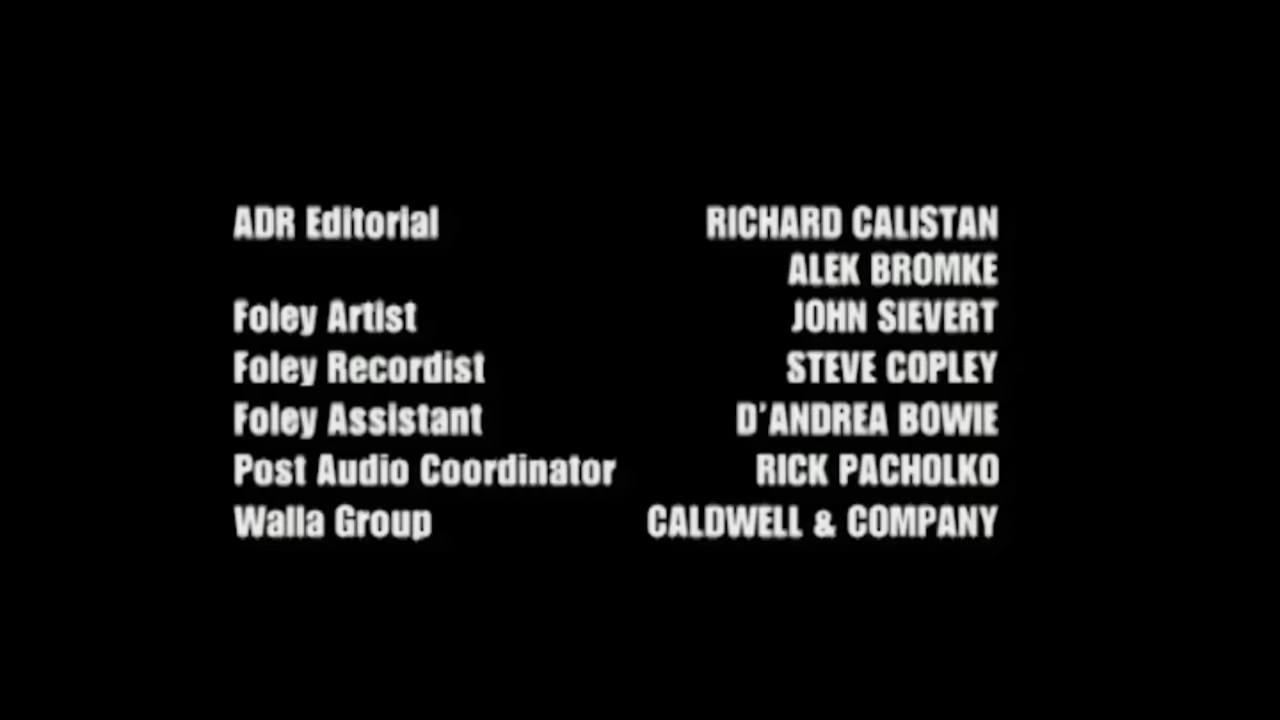 ADR Editorial RICHARD CALISTAN
ALEK BROMKE
Foley Artist JOHN SIEVERT
Foley Recordist STEVE COPLEY
Foley Assistant D'ANDREA BOWIE
Post Audio Coordinator RICK PACHOLKO
Walla Group CALDWELL & COMPANY